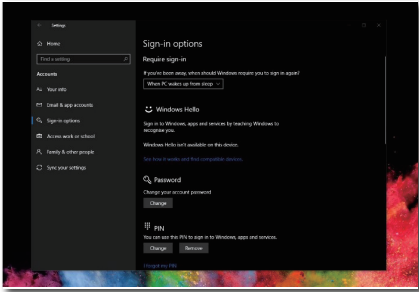 Settings
Home
Find a setting
Accounts
Your info
Email & app accounts
Sign-in options
Access work or school
Family & other people
Sync your settings
Sign-in options
Require sign-in
If you've been away, when should Windows require you to sign in again?
When PC wakes up from sleep
Windows Hello
Sign in to Windows, apps and services by teaching Windows to
recognise you.
Windows Hello isn't available on this device.
See how it works and find compatible devices.
Password
Change your account password
Change
PIN
You can use this PIN to sign in to Windows, apps and services.
Change Remove
I forgot my PIN